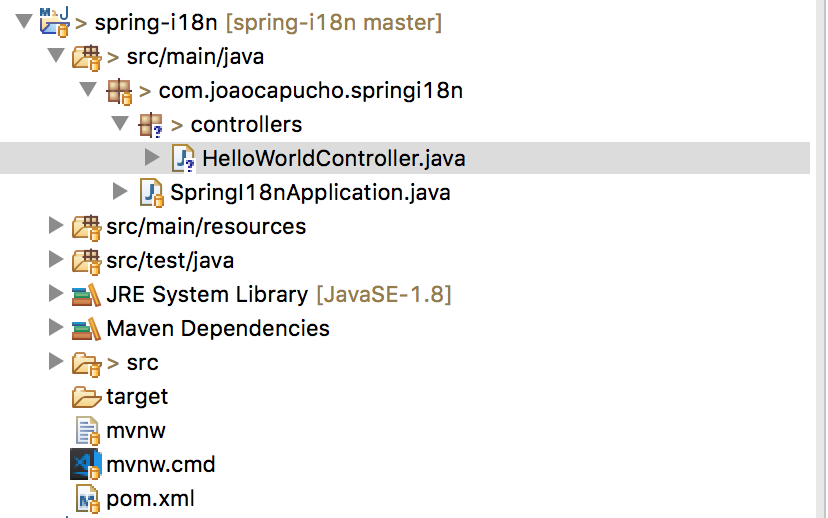 > spring-i18n [spring-i18n master]
> src/main/java
> com.joaocapucho.springi18n
> controllers
HelloWorldController.java
SpringI18nApplication.java
src/main/resources
src/test/java
JRE System Library [JavaSE-1.8]
Maven Dependencies
> src
target
mvnw
mvnw.cmd
pom.xml